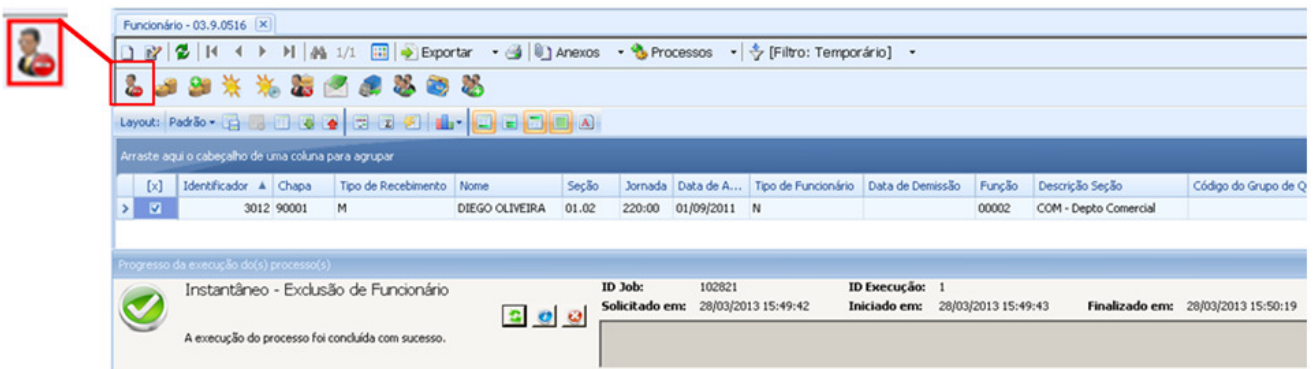 Funcionário - 03.9.0516
1/1 Exportar Anexos Processos [Filtro: Temporário]
Layout: Padrão
Arraste aqui o cabeçalho de uma coluna para agrupar
[x] Identificador Chapa Tipo de Recebimento Nome Seção Jornada Data de A... Tipo de Funcionário Data de Demissão Função Descrição Seção Código do Grupo de Q
3012 90001 M DIEGO OLIVEIRA 01.02 220:00 01/09/2011 N 00002 COM - Depto Comercial
Progresso da execução do(s) processo(s)
Instantâneo - Exclusão de Funcionário
ID Job: 102821 ID Execução: 1
Solicitado em: 28/03/2013 15:49:42 Iniciado em: 28/03/2013 15:49:43 Finalizado em: 28/03/2013 15:50:19
A execução do processo foi concluída com sucesso.